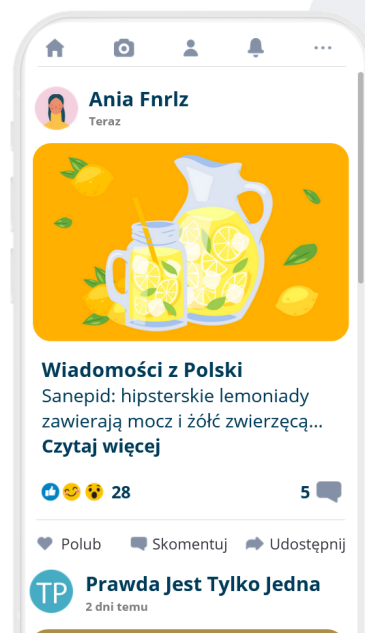 Ania Fnrlz
Teraz
Wiadomości z Polski
Sanepid: hipsterskie lemoniady
zawierają mocz i żółć zwierzęcą...
Czytaj więcej
28
5
Polub Skomentuj Udostępnij
TP
Prawda Jest Tylko Jedna
2 dni temu